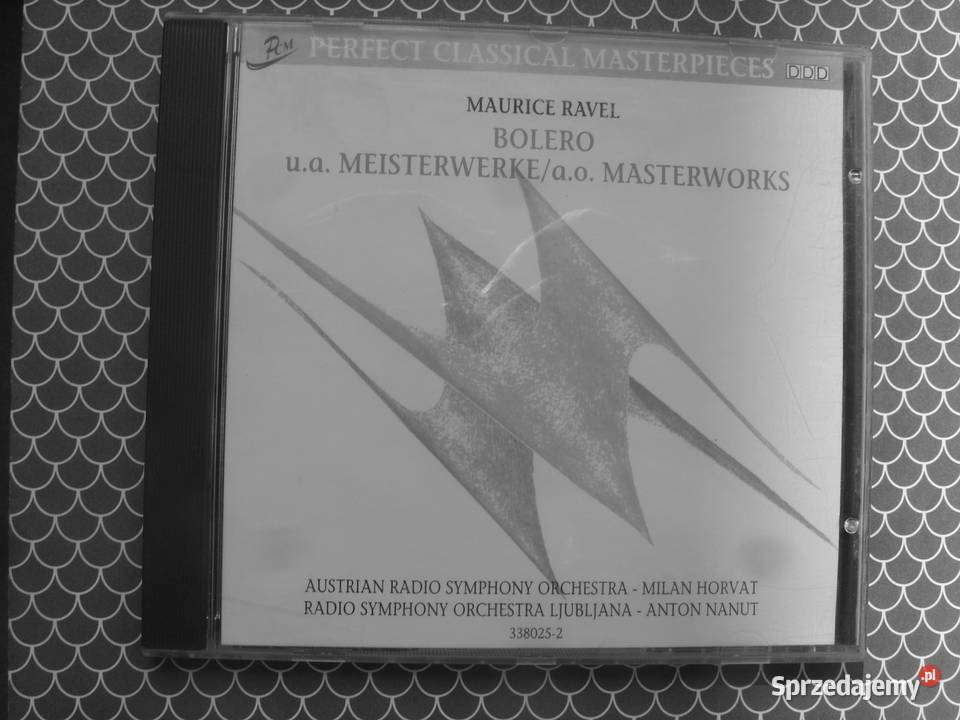 PCM PERFECT CLASSICAL MASTERPIECES DDD
MAURICE RAVEL
BOLERO
u.a. MEISTERWERKE/a.o. MASTERWORKS
AUSTRIAN RADIO SYMPHONY ORCHESTRA - MILAN HORVAT
RADIO SYMPHONY ORCHESTRA LJUBLJANA - ANTON NANUT
338025-2
Sprzedajemy.pl